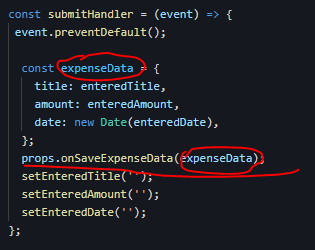 const submitHandler = (event) => {
event.preventDefault();
const expenseData = {
title: enteredTitle,
amount: enteredAmount,
date: new Date(enteredDate),
};
props.onSaveExpenseData(expenseData);
setEnteredTitle('');
setEnteredAmount('');
setEnteredDate('');
};